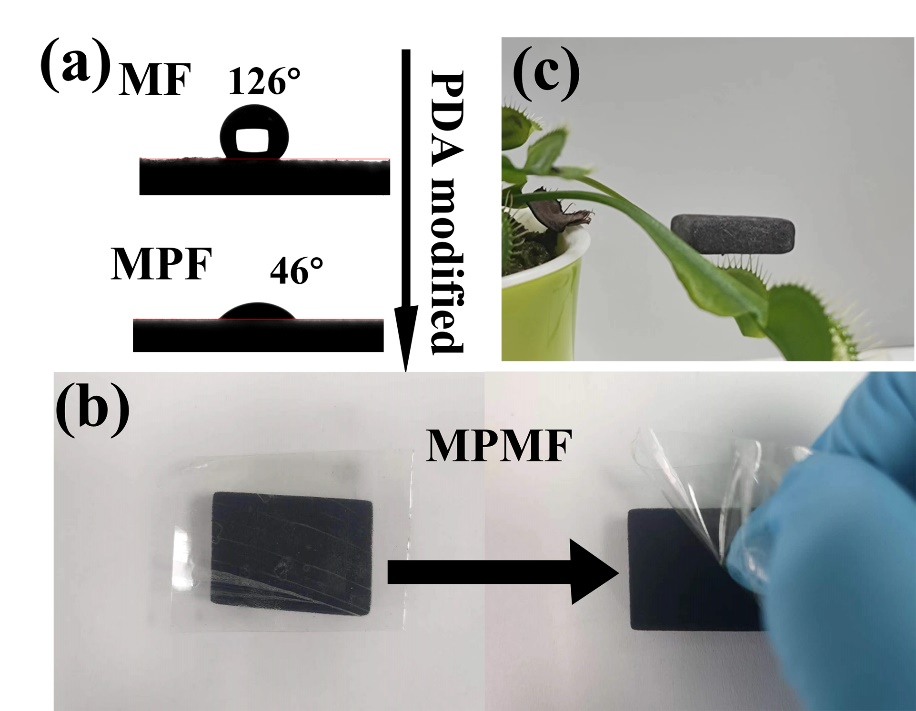 (a)
MF 126°
MPF 46°
PDA modified
(c)
(b)
MPMF